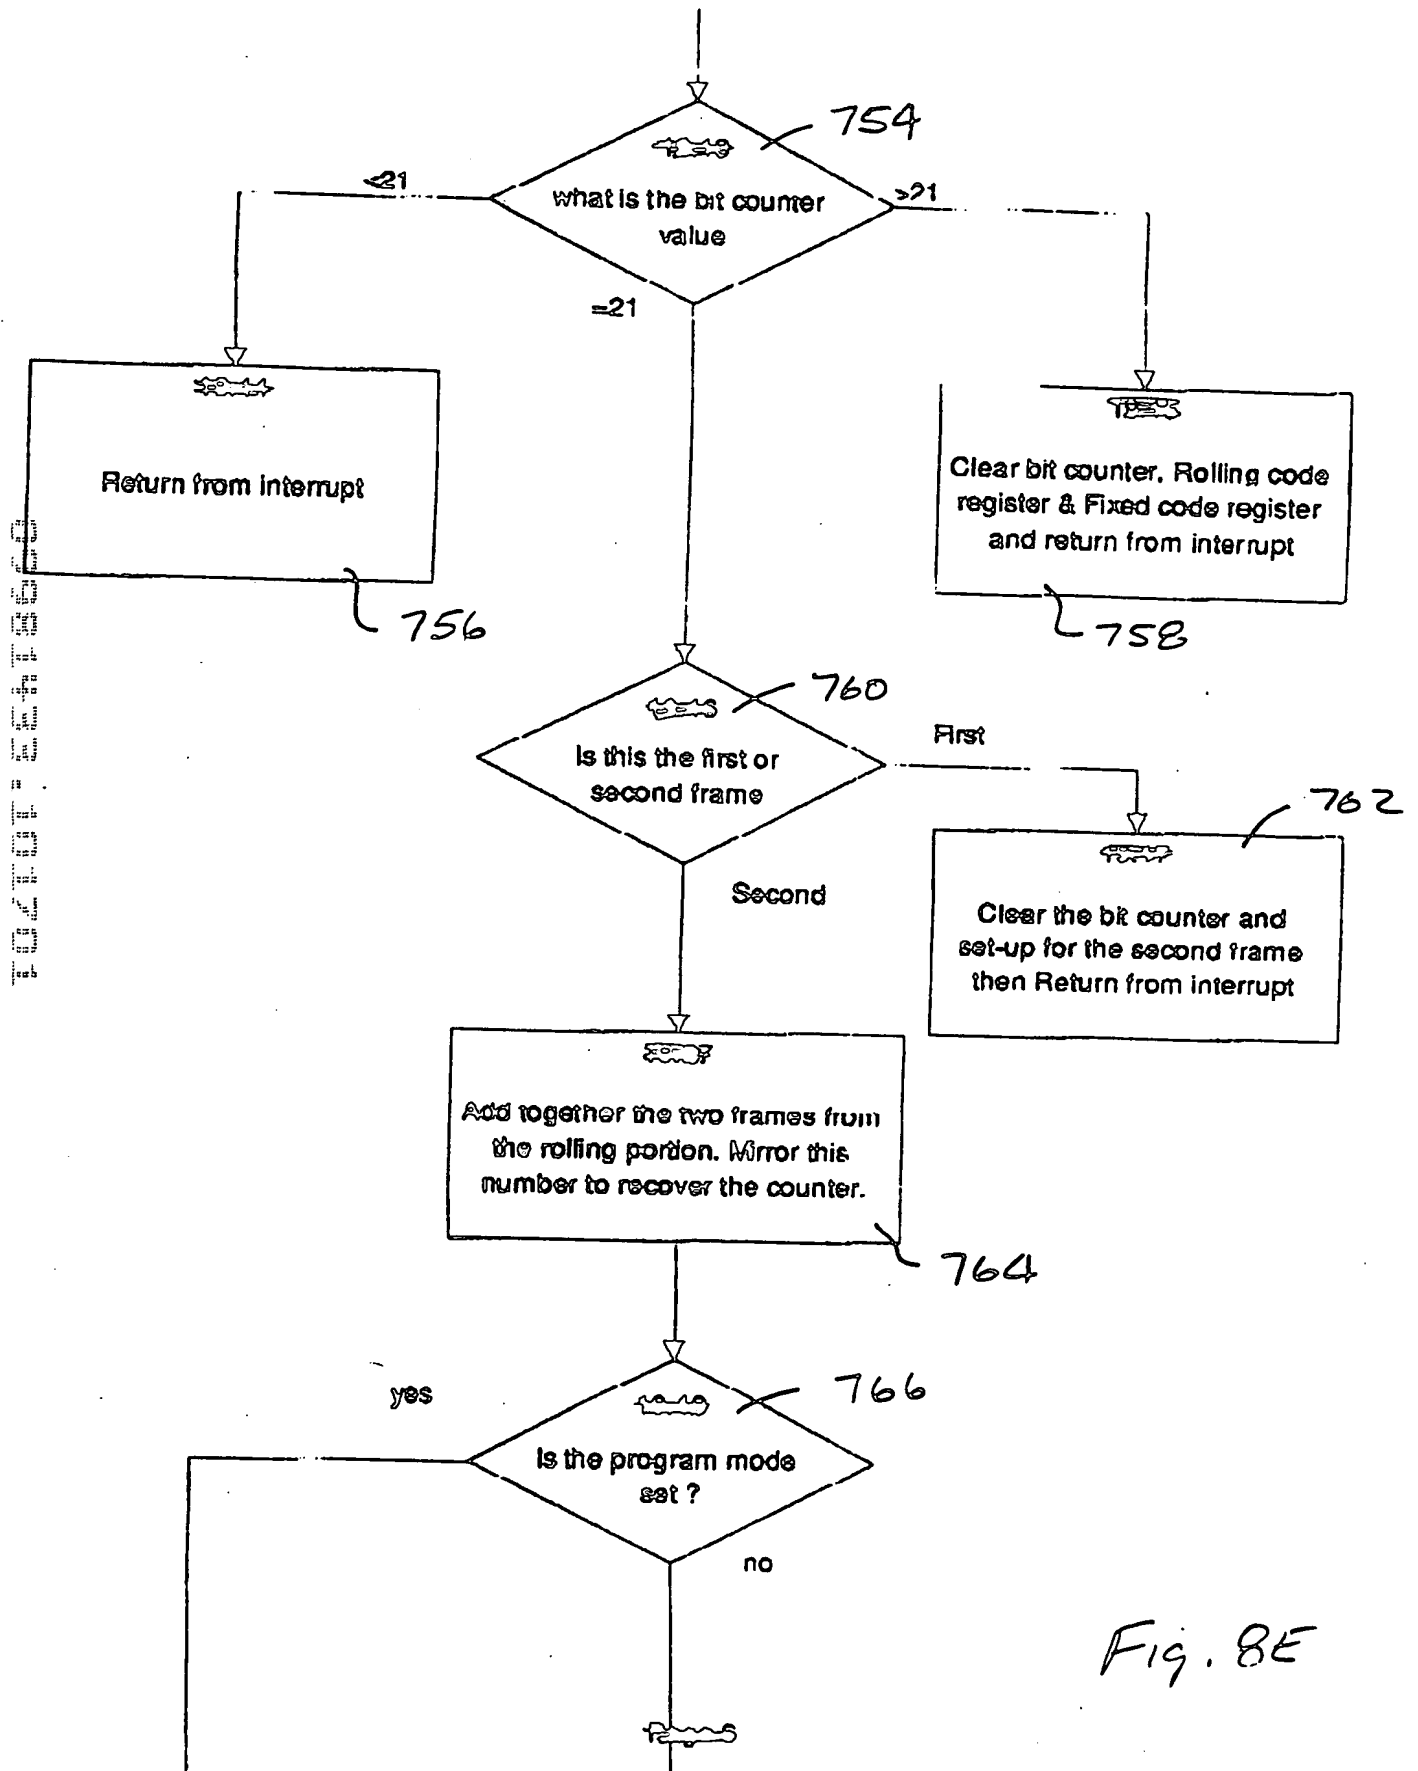 754
<21
what is the bit counter
value
>21
=21
Return from interrupt
756
Clear bit counter. Rolling code
register & Fixed code register
and return from interrupt
758
760
Is this the first or
second frame
First
762
Second
Clear the bit counter and
set-up for the second frame
then Return from interrupt
Add together the two frames from
the rolling portion. Mirror this
number to recover the counter.
764
766
yes
Is the program mode
set ?
no
Fig. 8E